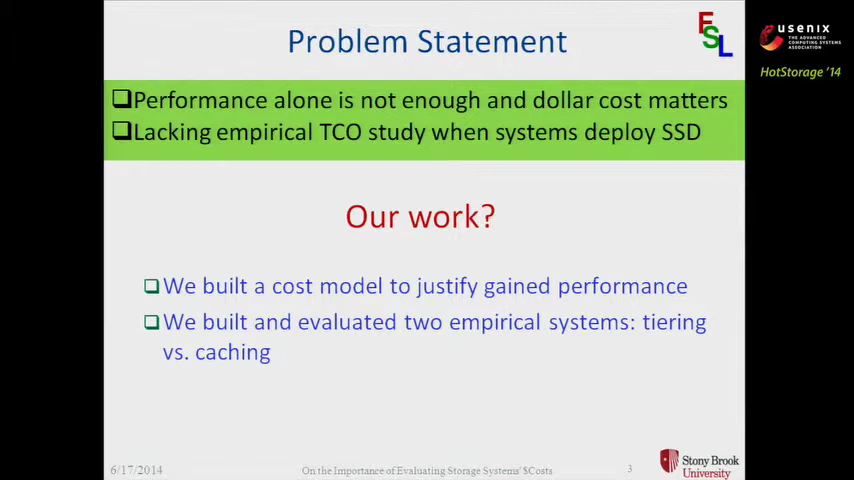 Problem Statement
FSL
usenix
THE ADVANCED
COMPUTING SYSTEMS
ASSOCIATION
HotStorage '14
❑Performance alone is not enough and dollar cost matters
❑Lacking empirical TCO study when systems deploy SSD
Our work?
❑We built a cost model to justify gained performance
❑We built and evaluated two empirical systems: tiering
vs. caching
6/17/2014
On the Importance of Evaluating Storage Systems' $Costs
3
Stony Brook
University